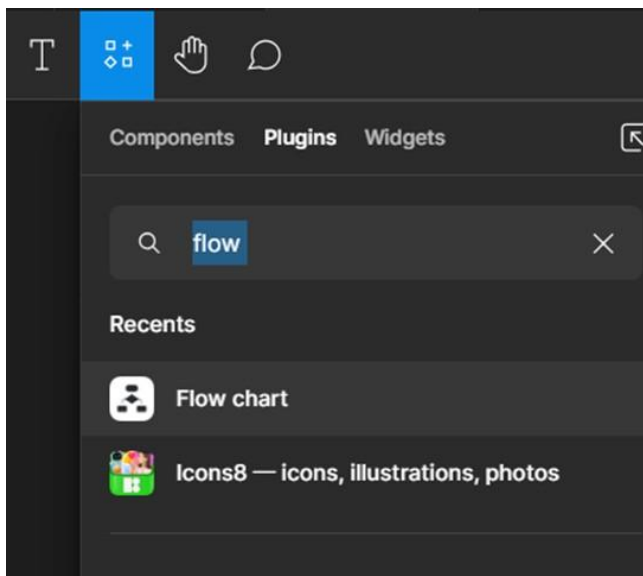 T
Components Plugins Widgets
flow
Recents
Flow chart
Icons8 — icons, illustrations, photos